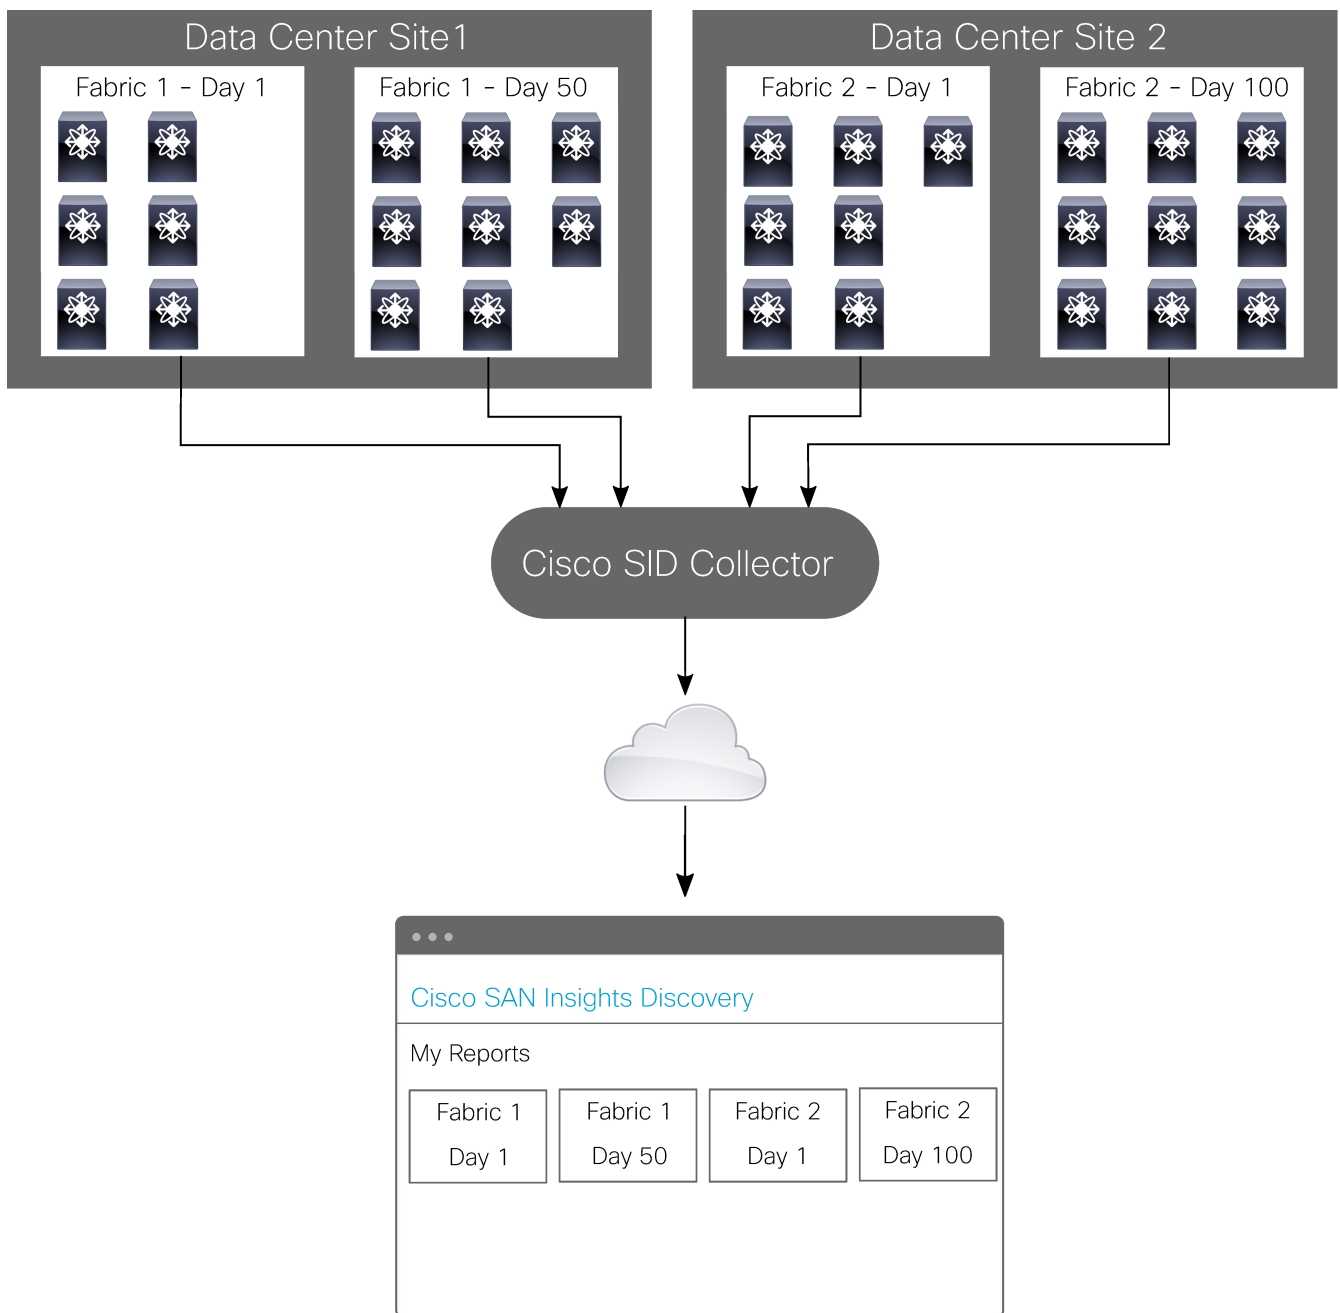 Data Center Site1
Data Center Site 2
Fabric 1 - Day 1
Fabric 1 - Day 50
Fabric 2 - Day 1
Fabric 2 - Day 100
Cisco SID Collector
Cisco SAN Insights Discovery
My Reports
Fabric 1
Day 1
Fabric 1
Day 50
Fabric 2
Day 1
Fabric 2
Day 100